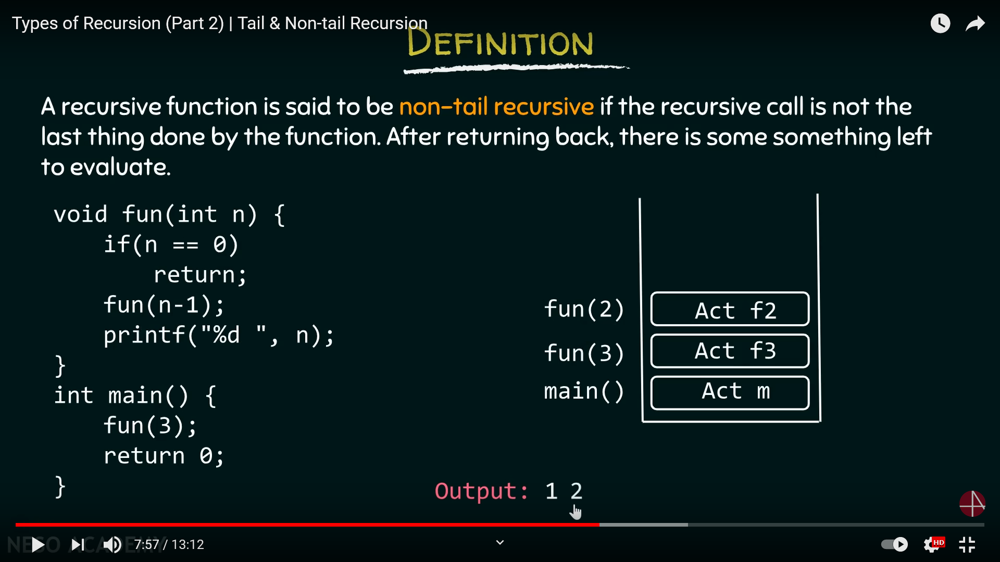 Types of Recursion (Part 2) | Tail & Non-tail Recursion
DEFINITION
A recursive function is said to be non-tail recursive if the recursive call is not the
last thing done by the function. After returning back, there is some something left
to evaluate.
void fun(int n) {
if(n == 0)
return;
fun(n-1);
printf("%d ", n);
}
int main() {
fun(3);
return 0;
}
fun(2) Act f2
fun(3) Act f3
main() Act m
Output: 1 2
NESO ACADEMY
7:57 / 13:12
HD